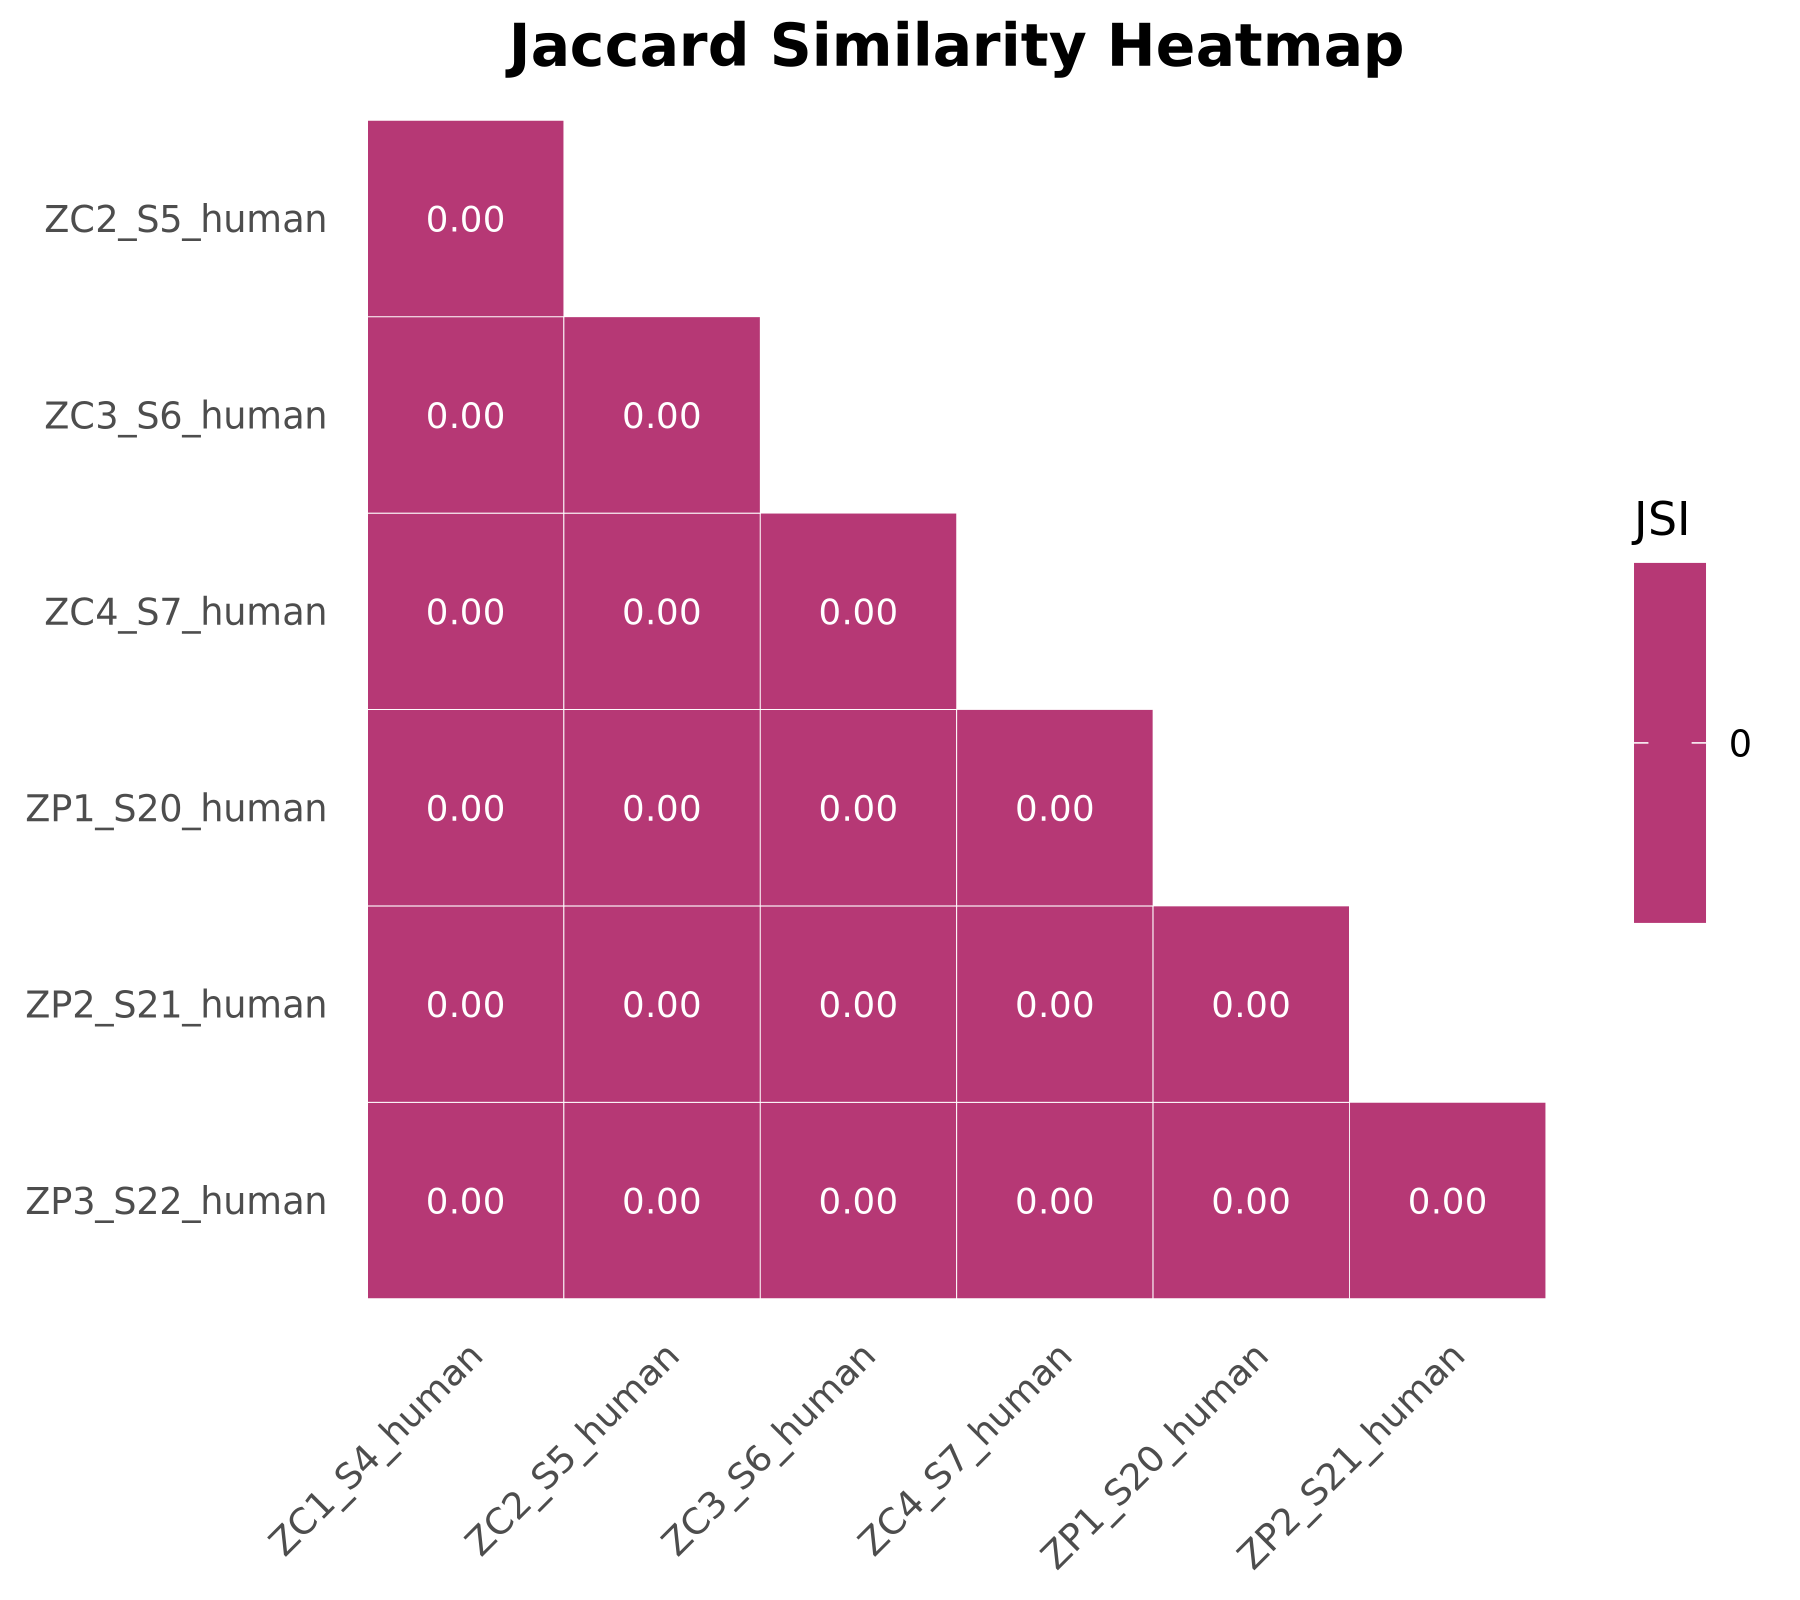 Jaccard Similarity Heatmap
ZC2_S5_human 0.00
ZC3_S6_human 0.00 0.00
ZC4_S7_human 0.00 0.00 0.00
ZP1_S20_human 0.00 0.00 0.00 0.00
ZP2_S21_human 0.00 0.00 0.00 0.00 0.00
ZP3_S22_human 0.00 0.00 0.00 0.00 0.00 0.00
ZC1_S4_human
ZC2_S5_human
ZC3_S6_human
ZC4_S7_human
ZP1_S20_human
ZP2_S21_human
JSI
0